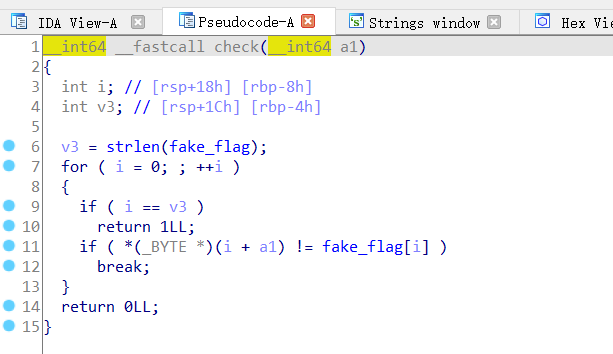 IDA View-A Pseudocode-A Strings window Hex Vie
1 __int64 __fastcall check(__int64 a1)
2 {
3 int i; // [rsp+18h] [rbp-8h]
4 int v3; // [rsp+1Ch] [rbp-4h]
5
6 v3 = strlen(fake_flag);
7 for ( i = 0; ; ++i )
8 {
9 if ( i == v3 )
10 return 1LL;
11 if ( *(_BYTE *)(i + a1) != fake_flag[i] )
12 break;
13 }
14 return 0LL;
15 }